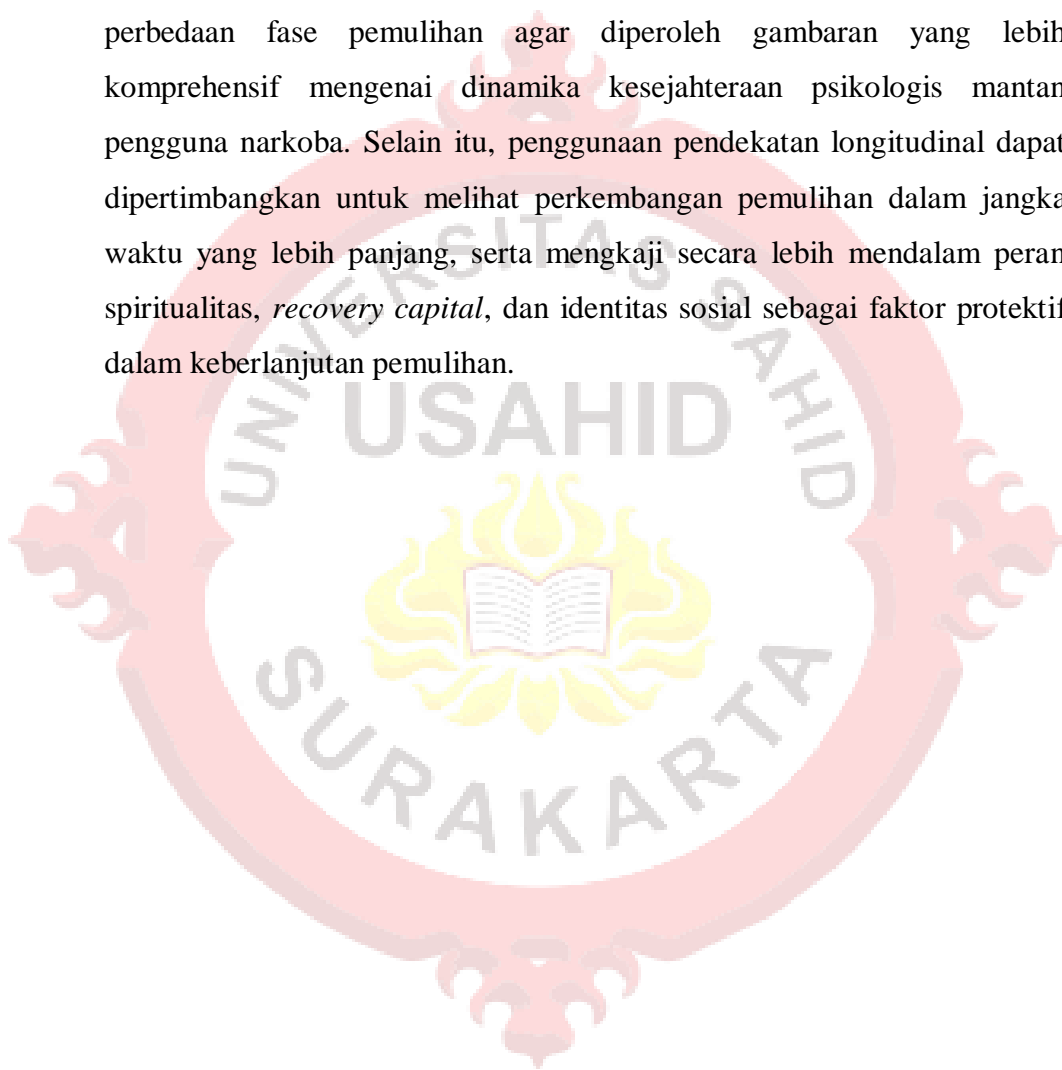 perbedaan fase pemulihan agar diperoleh gambaran yang lebih
komprehensif mengenai dinamika kesejahteraan psikologis mantan
pengguna narkoba. Selain itu, penggunaan pendekatan longitudinal dapat
dipertimbangkan untuk melihat perkembangan pemulihan dalam jangka
waktu yang lebih panjang, serta mengkaji secara lebih mendalam peran
spiritualitas, recovery capital, dan identitas sosial sebagai faktor protektif
dalam keberlanjutan pemulihan.
UNIVERSITAS SAHID
USAHID
SURAKARTA